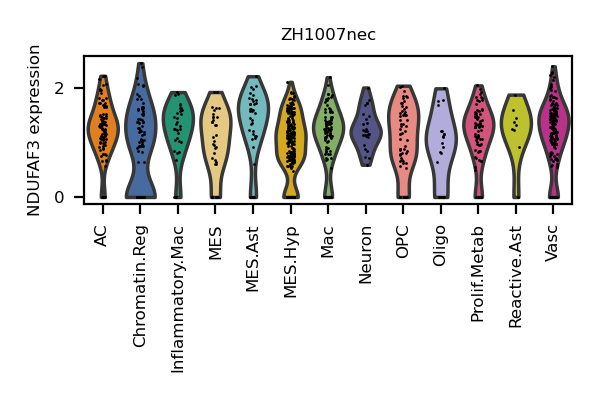 ZH1007nec
NDUFAF3 expression
2
0
AC
Chromatin.Reg
Inflammatory.Mac
MES
MES.Ast
MES.Hyp
Mac
Neuron
OPC
Oligo
Prolif.Metab
Reactive.Ast
Vasc